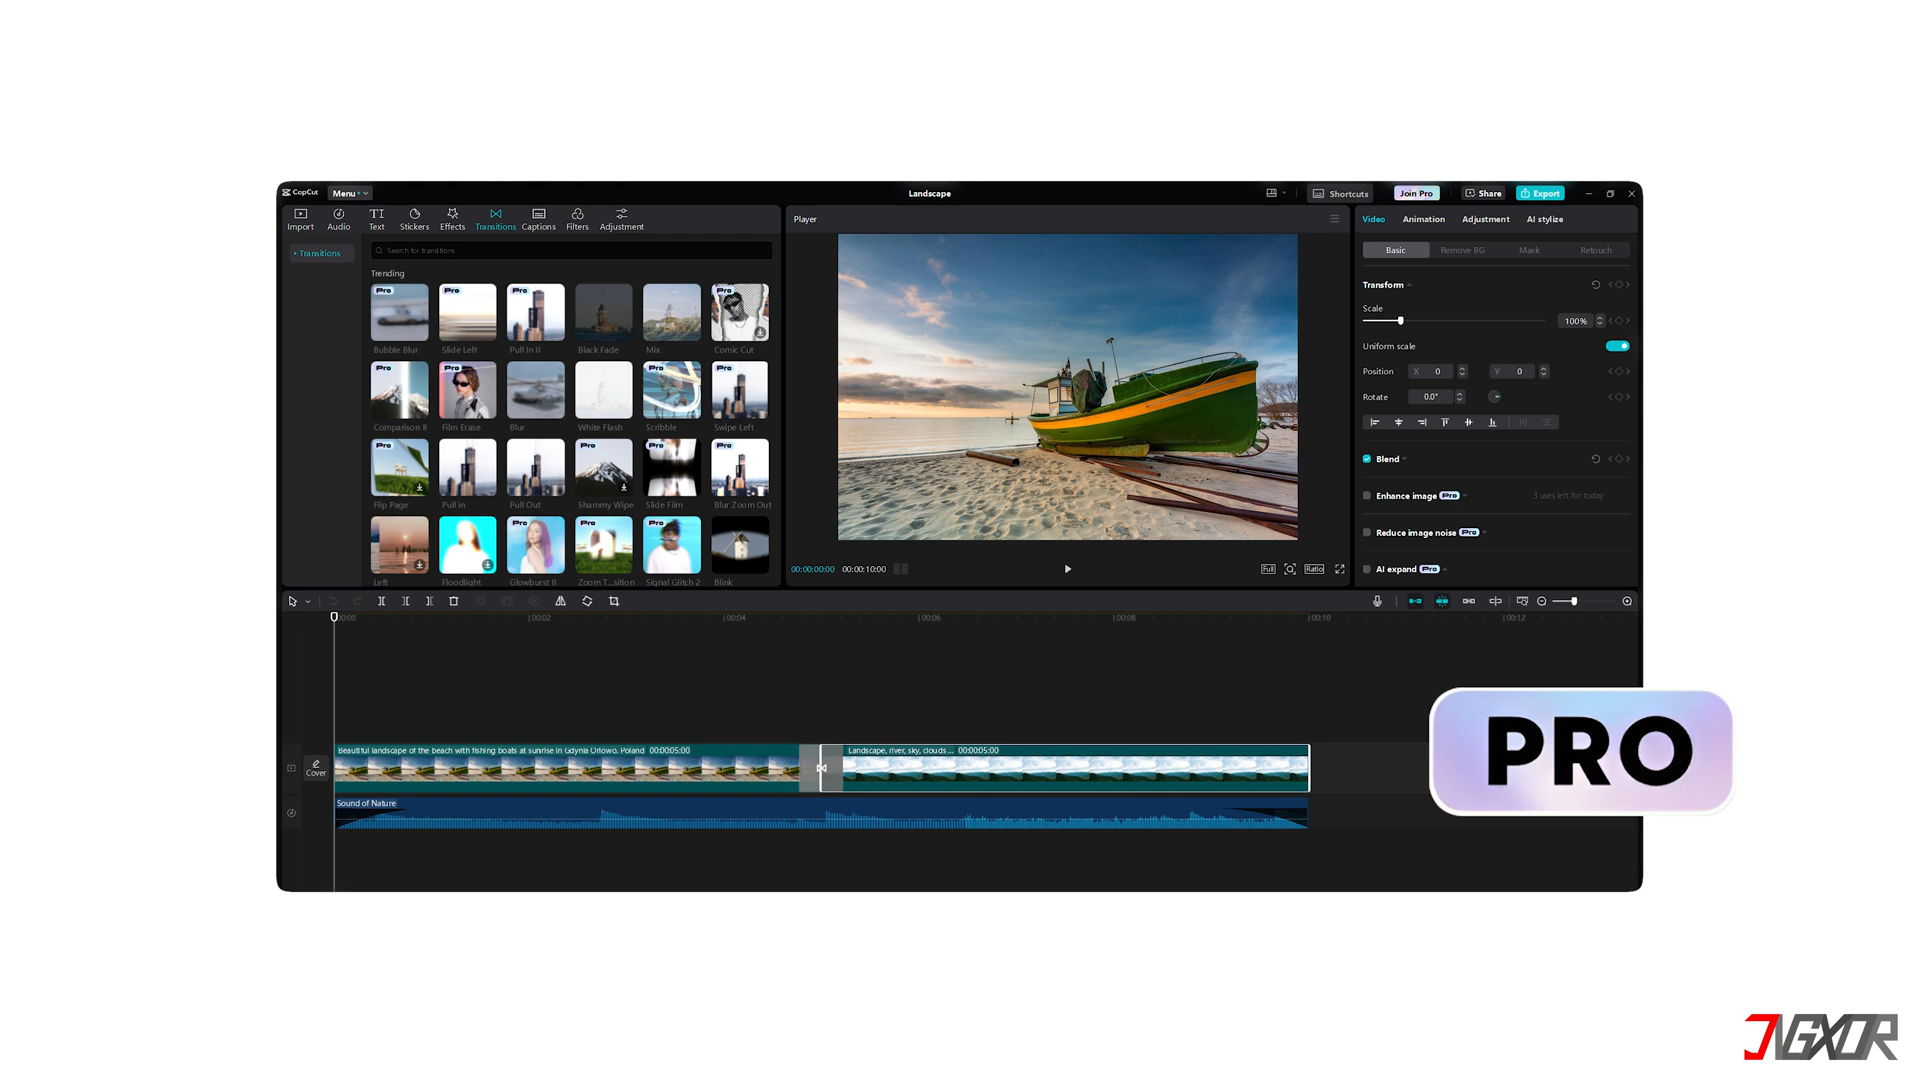 CapCut
Menu
Landscape
Shortcuts
Join Pro
Share
Export
Import
Audio
Text
Stickers
Effects
Transitions
Captions
Filters
Adjustment
Transitions
Search for transitions
Trending
Pro
Pro
Pro
Pro
Bubble Blur
Slide Left
Pull In II
Black Fade
Mix
Comic Cut
Pro
Pro
Pro
Pro
Comparison II
Film Erase
Blur
White Flash
Scribble
Swipe Left
Pro
Pro
Pro
Pro
Flip Page
Pull in
Pull Out
Shammy Wipe
Slide Film
Blur Zoom Out
Pro
Pro
Pro
Left
Floodlight
Glowburst II
Zoom T...sition
Signal Glitch 2
Blink
Player
00:00:00:00
00:00:10:00
Full
Ratio
Video
Animation
Adjustment
AI stylize
Basic
Remove BG
Mask
Retouch
Transform
Scale
100%
Uniform scale
Position
X 0
Y 0
Rotate
0.0°
Blend
Enhance image Pro
3 uses left for today
Reduce image noise Pro
AI expand Pro
00:00
00:02
00:04
00:06
00:08
00:10
00:12
Cover
Beautiful landscape of the beach with fishing boats at sunrise in Gdynia Orlowo, Poland 00:00:05:00
Landscape, river, sky, clouds ... 00:00:05:00
Sound of Nature
PRO
JNGXOR